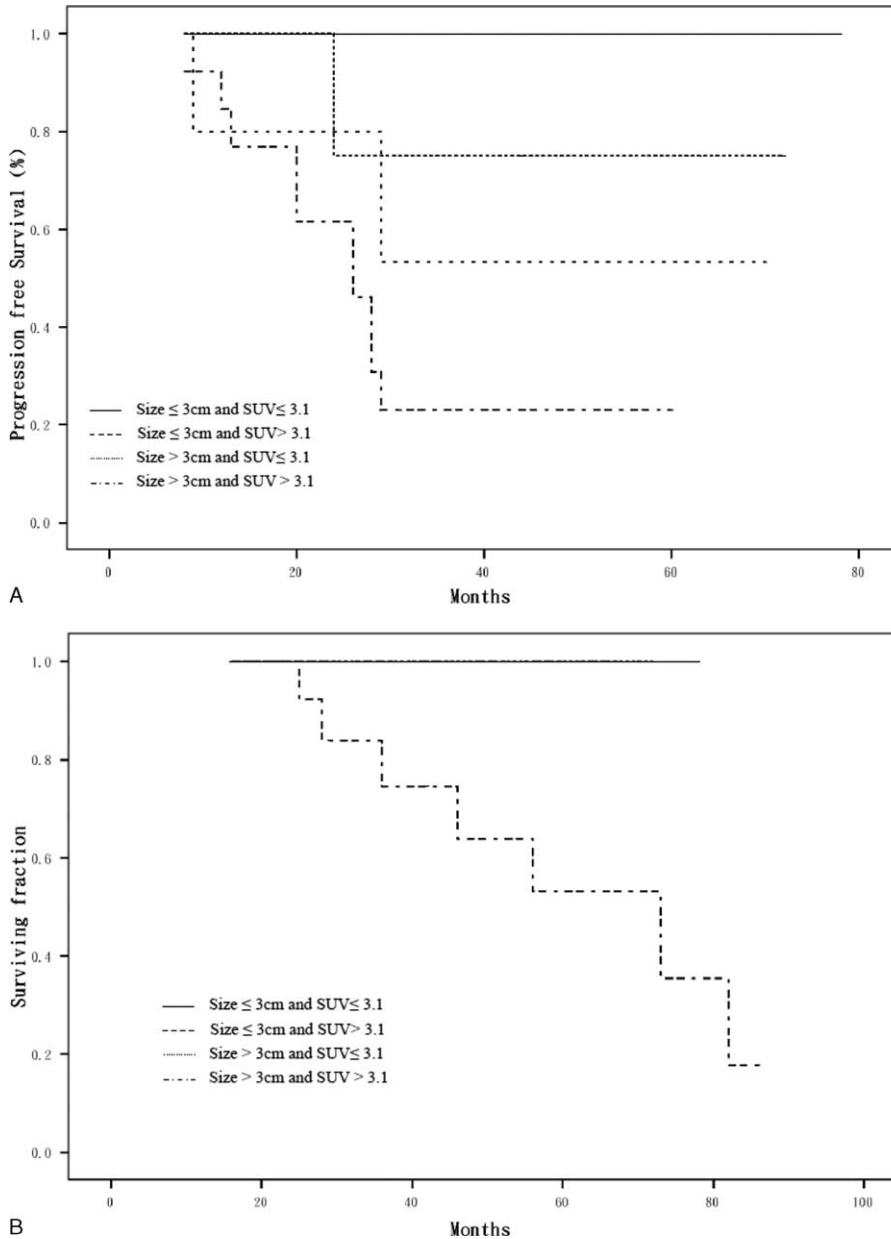 1.0
0.8
0.6
0.4
0.2
0.0
Progression free Survival (%)
Size ≤ 3cm and SUV≤ 3.1
Size ≤ 3cm and SUV> 3.1
Size > 3cm and SUV≤ 3.1
Size > 3cm and SUV > 3.1
0 20 40 60 80
Months
A
1.0
0.8
0.6
0.4
0.2
0.0
Surviving fraction
Size ≤ 3cm and SUV≤ 3.1
Size ≤ 3cm and SUV> 3.1
Size > 3cm and SUV≤ 3.1
Size > 3cm and SUV > 3.1
0 20 40 60 80 100
Months
B